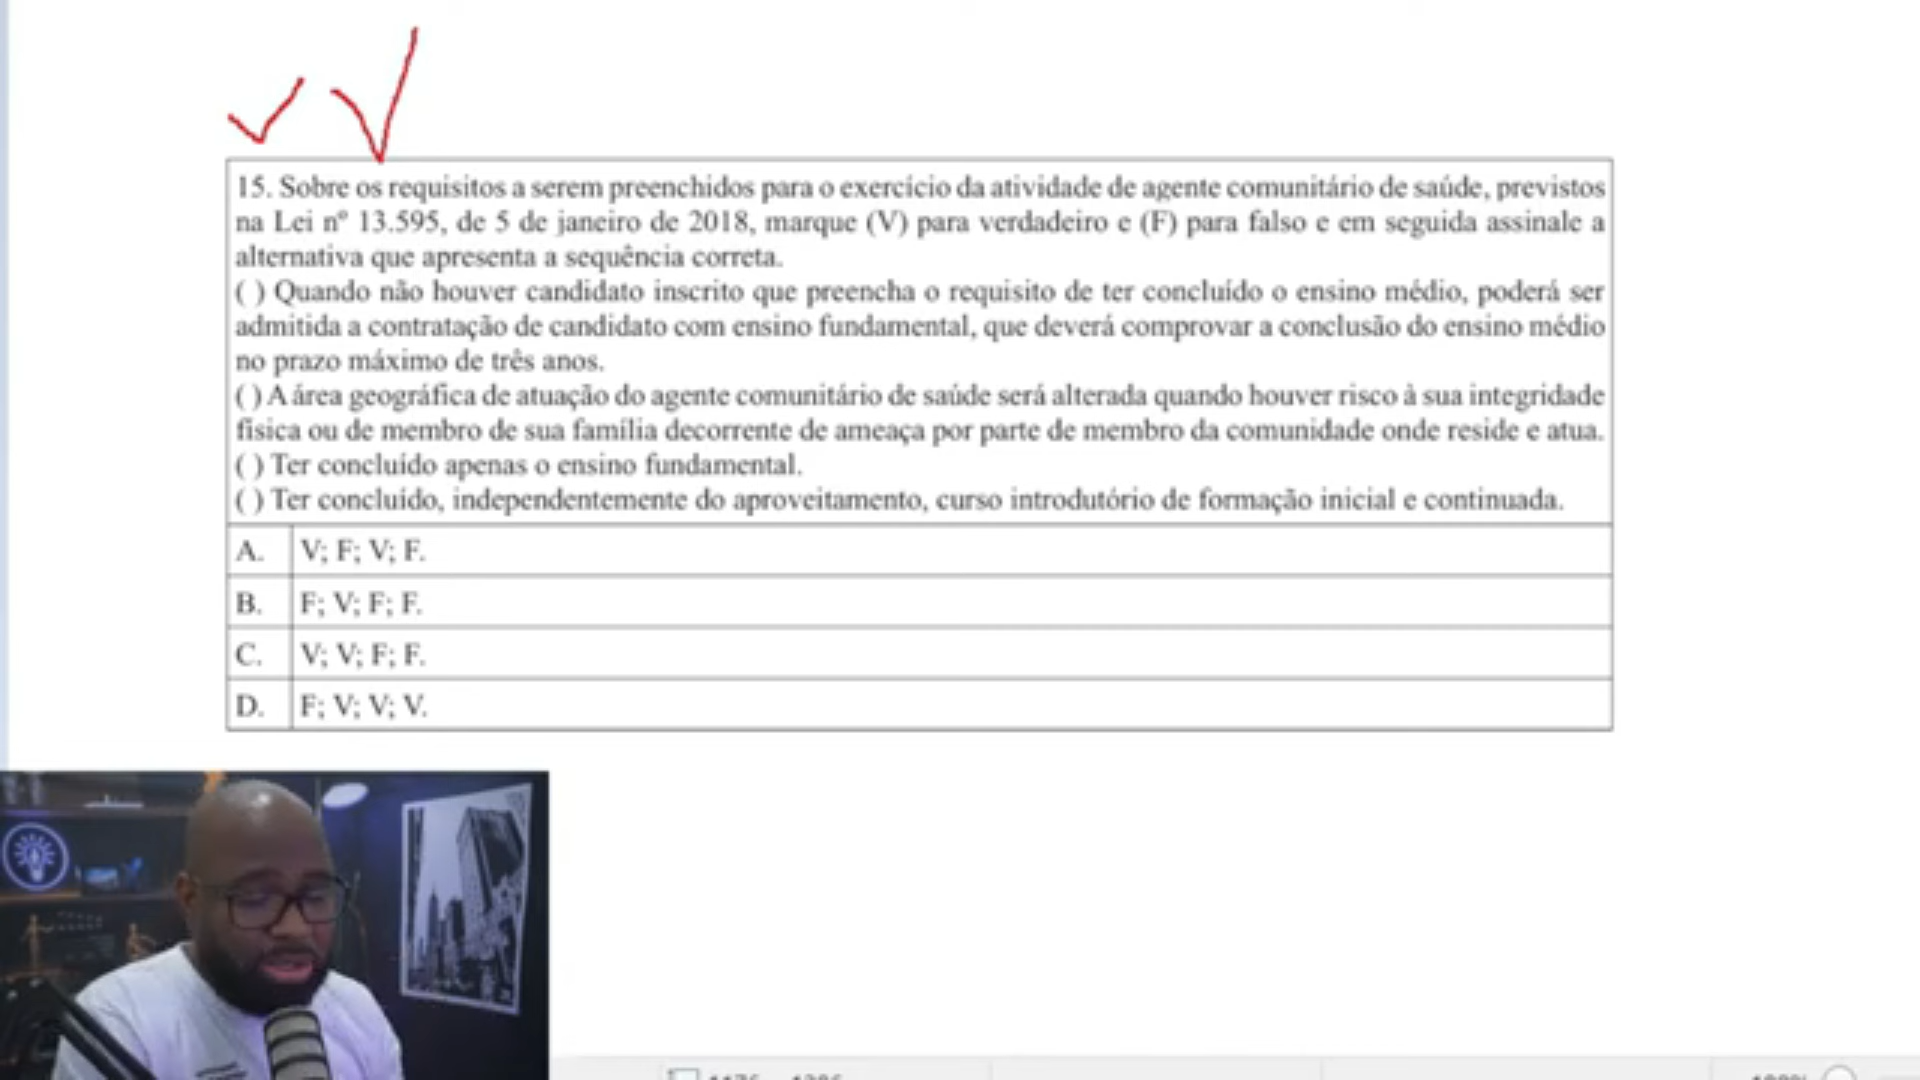 15. Sobre os requisitos a serem preenchidos para o exercício da atividade de agente comunitário de saúde, previstos
na Lei nº 13.595, de 5 de janeiro de 2018, marque (V) para verdadeiro e (F) para falso e em seguida assinale a
alternativa que apresenta a sequência correta.
( ) Quando não houver candidato inscrito que preencha o requisito de ter concluído o ensino médio, poderá ser
admitida a contratação de candidato com ensino fundamental, que deverá comprovar a conclusão do ensino médio
no prazo máximo de três anos.
( ) A área geográfica de atuação do agente comunitário de saúde será alterada quando houver risco à sua integridade
física ou de membro de sua família decorrente de ameaça por parte de membro da comunidade onde reside e atua.
( ) Ter concluído apenas o ensino fundamental.
( ) Ter concluído, independentemente do aproveitamento, curso introdutório de formação inicial e continuada.
A. V; F; V; F.
B. F; V; F; F.
C. V; V; F; F.
D. F; V; V; V.